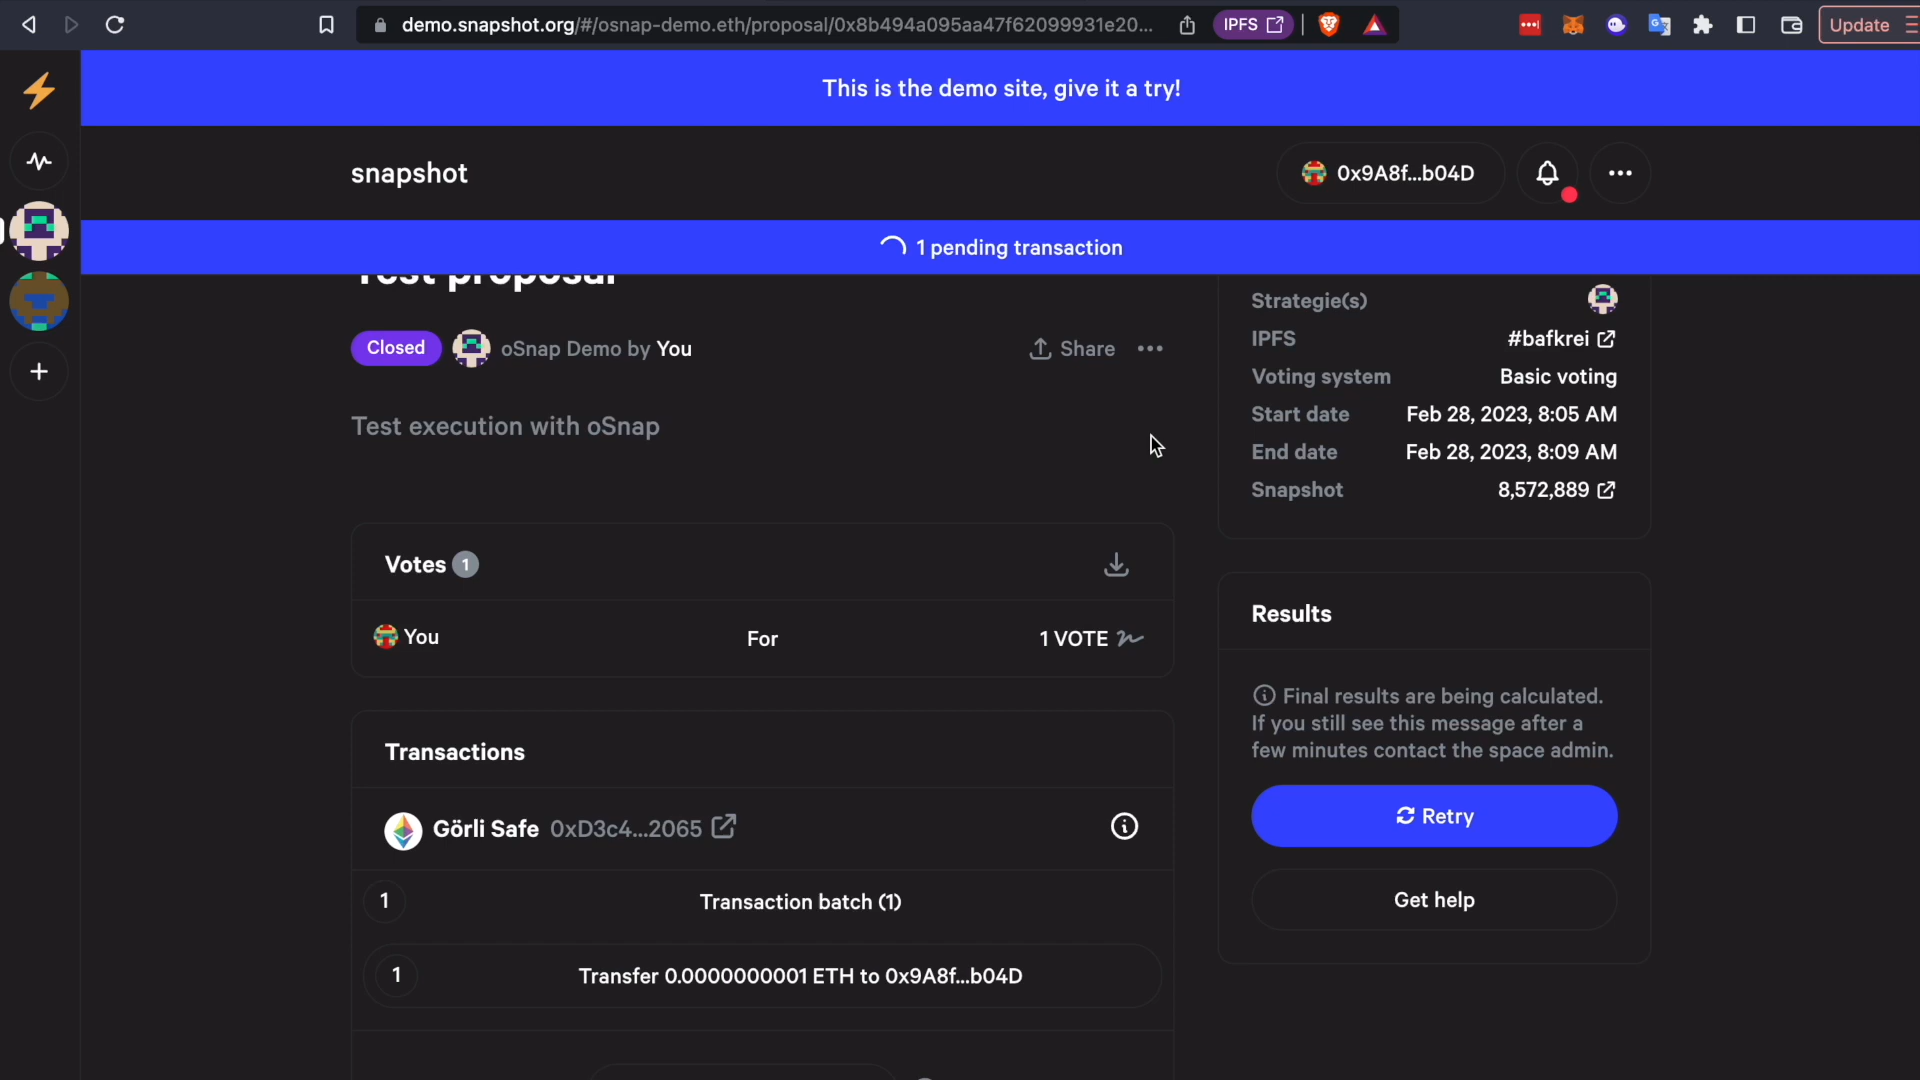 demo.snapshot.org/#/osnap-demo.eth/proposal/0x8b494a095aa47f62099931e20...
IPFS
Update
This is the demo site, give it a try!
snapshot
0x9A8f...b04D
1 pending transaction
Test proposal
Closed
oSnap Demo by You
Share
Test execution with oSnap
Votes 1
You
For
1 VOTE
Transactions
Görli Safe 0xD3c4...2065
1
Transaction batch (1)
1
Transfer 0.0000000001 ETH to 0x9A8f...b04D
Strategie(s)
IPFS
#bafkrei
Voting system
Basic voting
Start date
Feb 28, 2023, 8:05 AM
End date
Feb 28, 2023, 8:09 AM
Snapshot
8,572,889
Results
Final results are being calculated.
If you still see this message after a
few minutes contact the space admin.
Retry
Get help